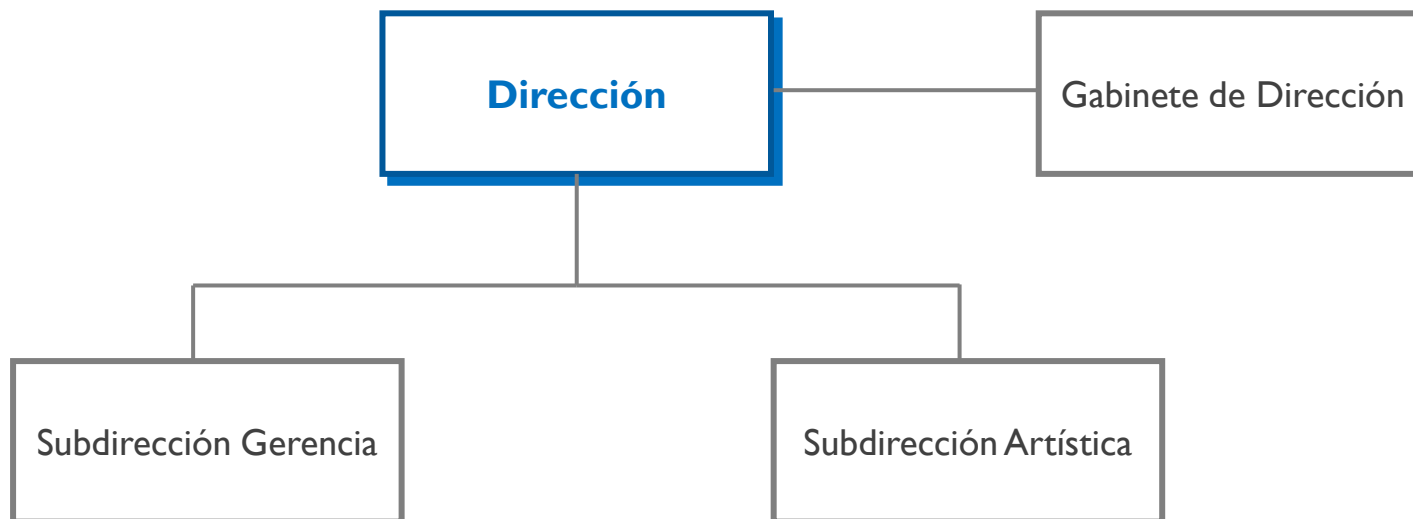 Dirección
Gabinete de Dirección
Subdirección Gerencia
Subdirección Artística